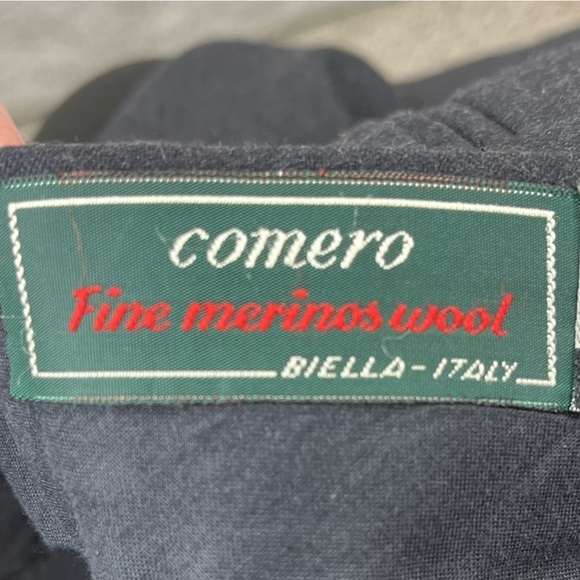 comero
Fine merinos wool
BIELLA - ITALY